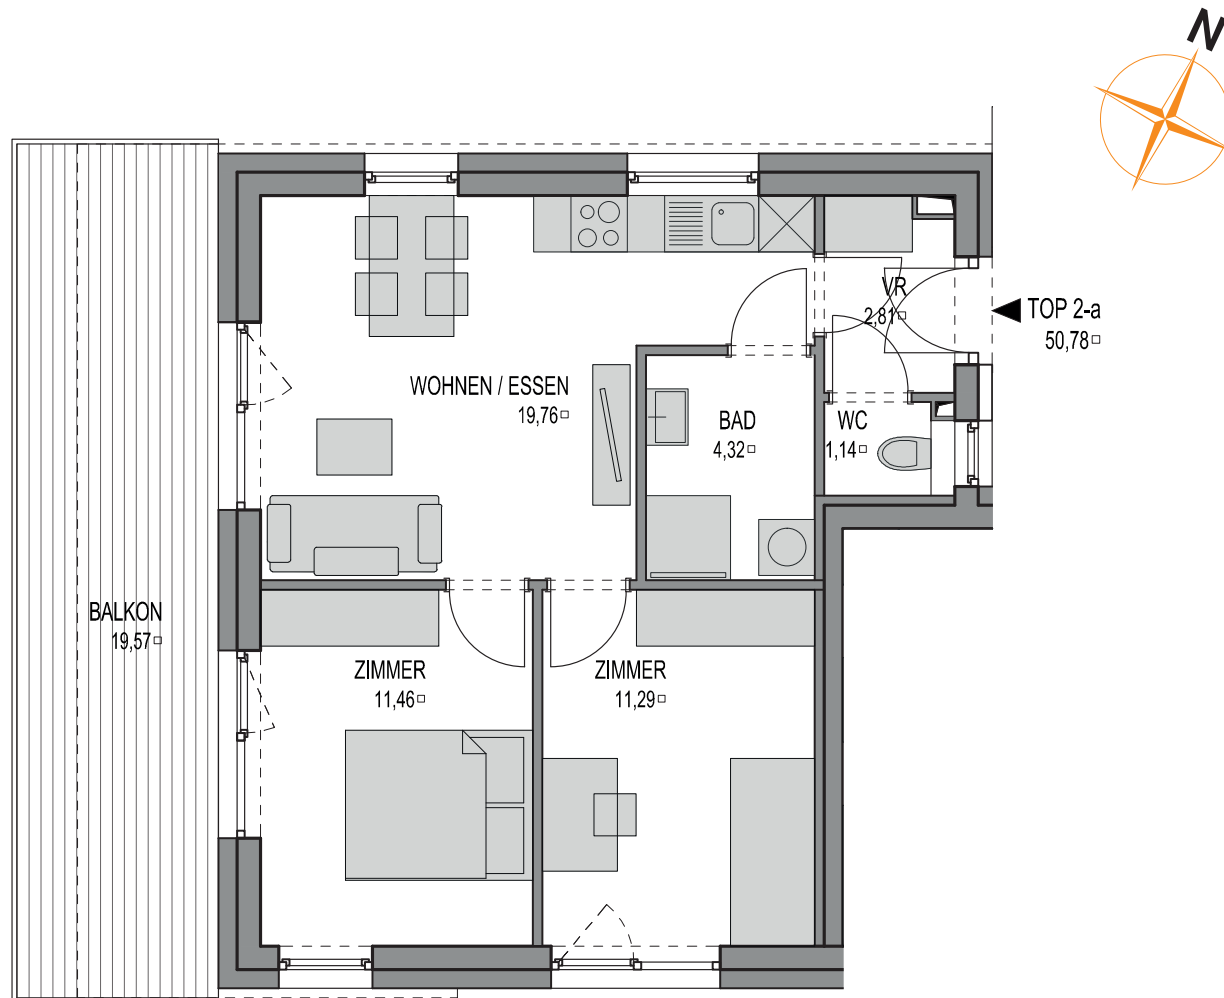 N
VR
2,81□
TOP 2-a
50,78□
WOHNEN / ESSEN
19,76□
BAD
4,32□
WC
1,14□
BALKON
19,57□
ZIMMER
11,46□
ZIMMER
11,29□